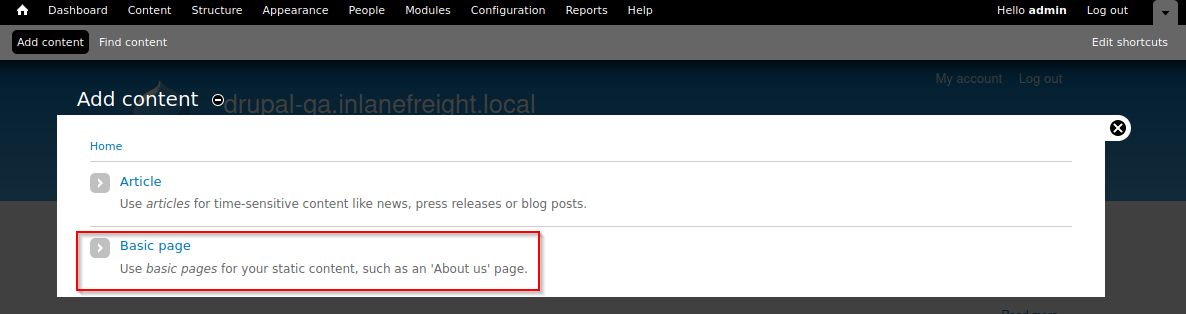 Dashboard Content Structure Appearance People Modules Configuration Reports Help Hello admin Log out
Add content Find content Edit shortcuts
My account Log out
Add content
drupal-qa.inlanefreight.local
Home
Article
Use articles for time-sensitive content like news, press releases or blog posts.
Basic page
Use basic pages for your static content, such as an 'About us' page.